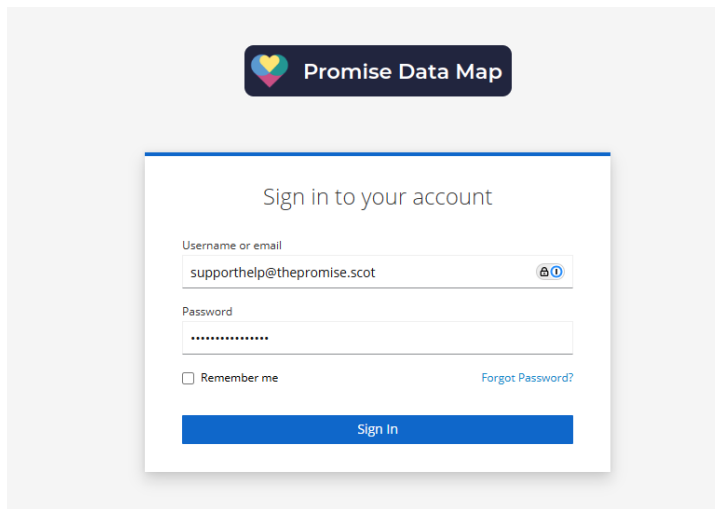 Promise Data Map
Sign in to your account
Username or email
supporthelp@thepromise.scot
Password
••••••••••••••••
Remember me
Forgot Password?
Sign In